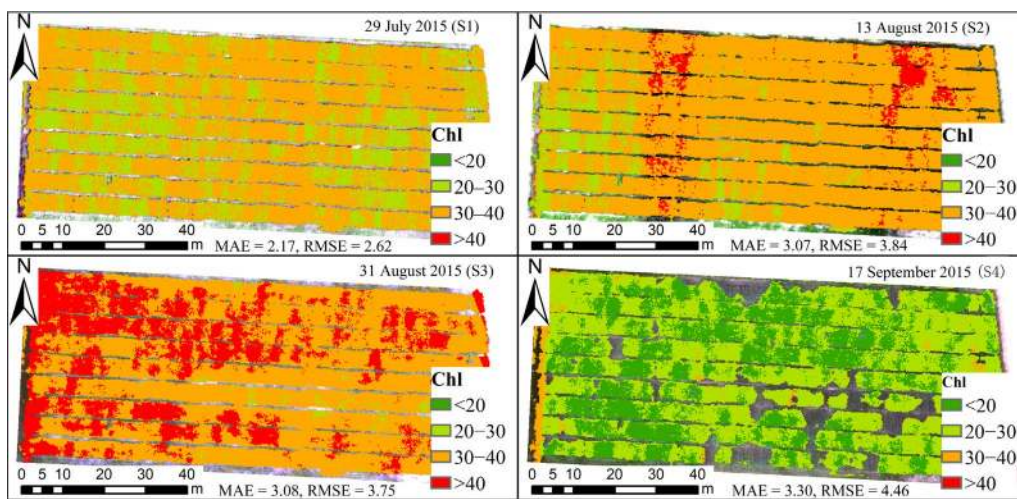 N
29 July 2015 (S1)
Chl
<20
20–30
30–40
>40
0 5 10 20 30 40
m
MAE = 2.17, RMSE = 2.62
N
13 August 2015 (S2)
Chl
<20
20–30
30–40
>40
0 5 10 20 30 40
m
MAE = 3.07, RMSE = 3.84
N
31 August 2015 (S3)
Chl
<20
20–30
30–40
>40
0 5 10 20 30 40
m
MAE = 3.08, RMSE = 3.75
N
17 September 2015 (S4)
Chl
<20
20–30
30–40
>40
0 5 10 20 30 40
m
MAE = 3.30, RMSE = 4.46